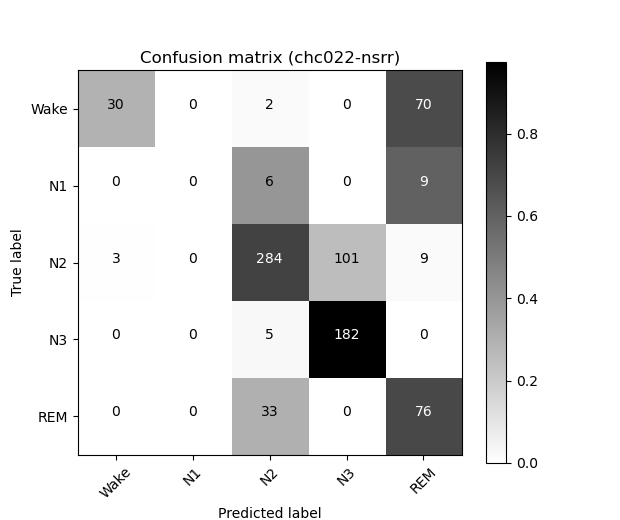 Confusion matrix (chc022-nsrr)
Wake 30 0 2 0 70
N1 0 0 6 0 9
N2 3 0 284 101 9
N3 0 0 5 182 0
REM 0 0 33 0 76
Wake N1 N2 N3 REM
Predicted label
True label
0.8
0.6
0.4
0.2
0.0